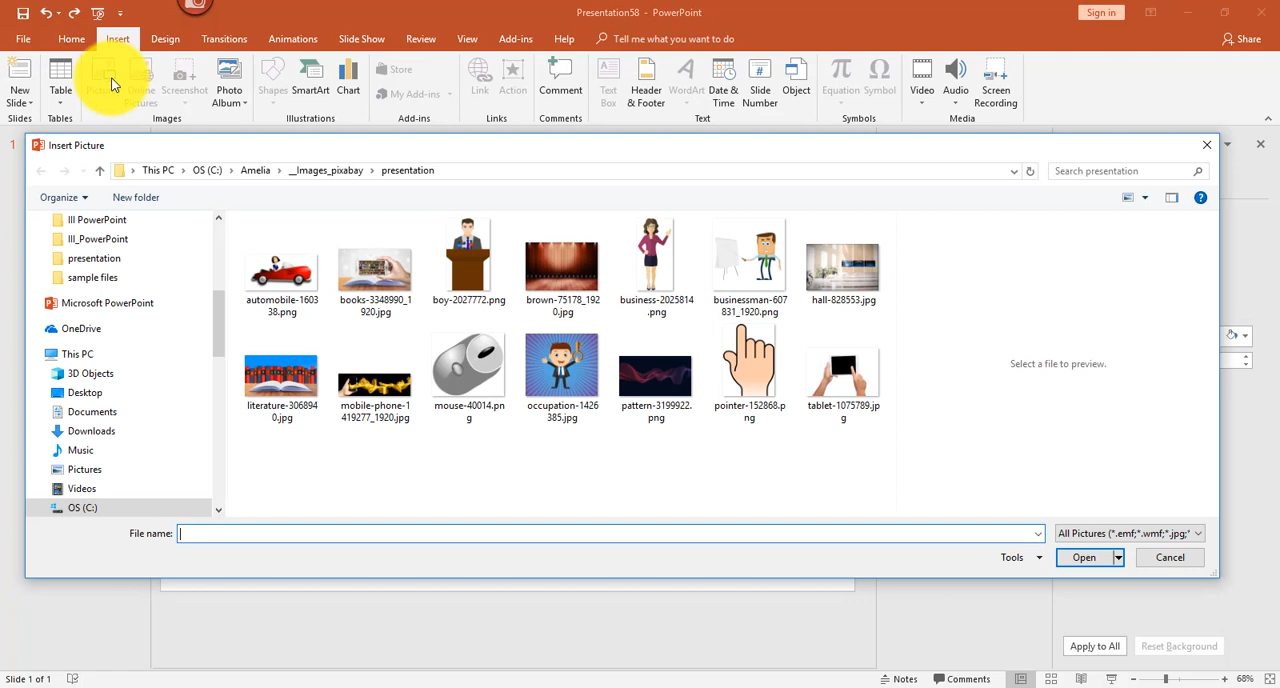 Presentation58 - PowerPoint
Sign in
File Home Insert Design Transitions Animations Slide Show Review View Add-ins Help Tell me what you want to do
Share
New Slide
Table
Pictures
Online Pictures
Screenshot
Photo Album
Shapes
SmartArt
Chart
Store
My Add-ins
Link
Action
Comment
Text Box
Header & Footer
WordArt
Date & Time
Slide Number
Object
Equation
Symbol
Video
Audio
Screen Recording
Slides Tables Images Illustrations Add-ins Links Comments Text Symbols Media
1
Insert Picture
This PC > OS (C:) > Amelia > __Images_pixabay > presentation
Search presentation
Organize
New folder
III PowerPoint
III_PowerPoint
presentation
sample files
Microsoft PowerPoint
OneDrive
This PC
3D Objects
Desktop
Documents
Downloads
Music
Pictures
Videos
OS (C:)
automobile-1603
38.png
books-3348990_1
920.jpg
boy-2027772.png
brown-75178_192
0.jpg
business-2025814
.png
businessman-607
831_1920.png
hall-828553.jpg
literature-306894
0.jpg
mobile-phone-1
419277_1920.jpg
mouse-40014.pn
g
occupation-1426
385.jpg
pattern-3199922.
png
pointer-152868.p
ng
tablet-1075789.jp
g
Select a file to preview.
File name:
All Pictures (*.emf;*.wmf;*.jpg;*
Tools
Open
Cancel
Apply to All
Reset Background
Slide 1 of 1
Notes
Comments
68%